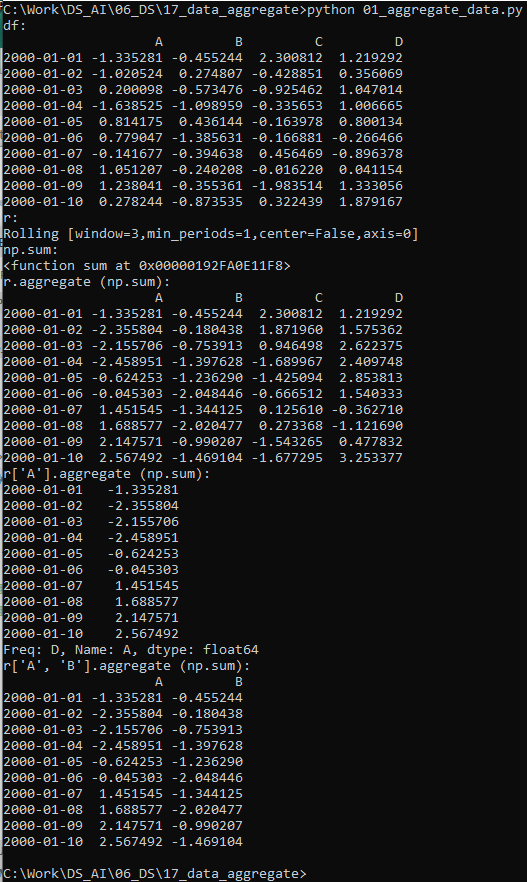 C:\Work\DS_AI\06_DS\17_data_aggregate>python 01_aggregate_data.py
df:
                   A         B         C         D
2000-01-01 -1.335281 -0.455244  2.300812  1.219292
2000-01-02 -1.020524  0.274807 -0.428851  0.356069
2000-01-03  0.200098 -0.573476 -0.925462  1.047014
2000-01-04 -1.638525 -1.098959 -0.335653  1.006665
2000-01-05  0.814175  0.436144 -0.163978  0.800134
2000-01-06  0.779047 -1.385631 -0.166881 -0.266466
2000-01-07 -0.141677 -0.394638  0.456469 -0.896378
2000-01-08  1.051207 -0.240208 -0.016220  0.041154
2000-01-09  1.238041 -0.355361 -1.983514  1.333056
2000-01-10  0.278244 -0.873535  0.322439  1.879167
r:
Rolling [window=3,min_periods=1,center=False,axis=0]
np.sum:
<function sum at 0x00000192FA0E11F8>
r.aggregate (np.sum):
                   A         B         C         D
2000-01-01 -1.335281 -0.455244  2.300812  1.219292
2000-01-02 -2.355804 -0.180438  1.871960  1.575362
2000-01-03 -2.155706 -0.753913  0.946498  2.622375
2000-01-04 -2.458951 -1.397628 -1.689967  2.409748
2000-01-05 -0.624253 -1.236290 -1.425094  2.853813
2000-01-06 -0.045303 -2.048446 -0.666512  1.540333
2000-01-07  1.451545 -1.344125  0.125610 -0.362710
2000-01-08  1.688577 -2.020477  0.273368 -1.121690
2000-01-09  2.147571 -0.990207 -1.543265  0.477832
2000-01-10  2.567492 -1.469104 -1.677295  3.253377
r['A'].aggregate (np.sum):
2000-01-01   -1.335281
2000-01-02   -2.355804
2000-01-03   -2.155706
2000-01-04   -2.458951
2000-01-05   -0.624253
2000-01-06   -0.045303
2000-01-07    1.451545
2000-01-08    1.688577
2000-01-09    2.147571
2000-01-10    2.567492
Freq: D, Name: A, dtype: float64
r['A', 'B'].aggregate (np.sum):
                   A         B
2000-01-01 -1.335281 -0.455244
2000-01-02 -2.355804 -0.180438
2000-01-03 -2.155706 -0.753913
2000-01-04 -2.458951 -1.397628
2000-01-05 -0.624253 -1.236290
2000-01-06 -0.045303 -2.048446
2000-01-07  1.451545 -1.344125
2000-01-08  1.688577 -2.020477
2000-01-09  2.147571 -0.990207
2000-01-10  2.567492 -1.469104
C:\Work\DS_AI\06_DS\17_data_aggregate>